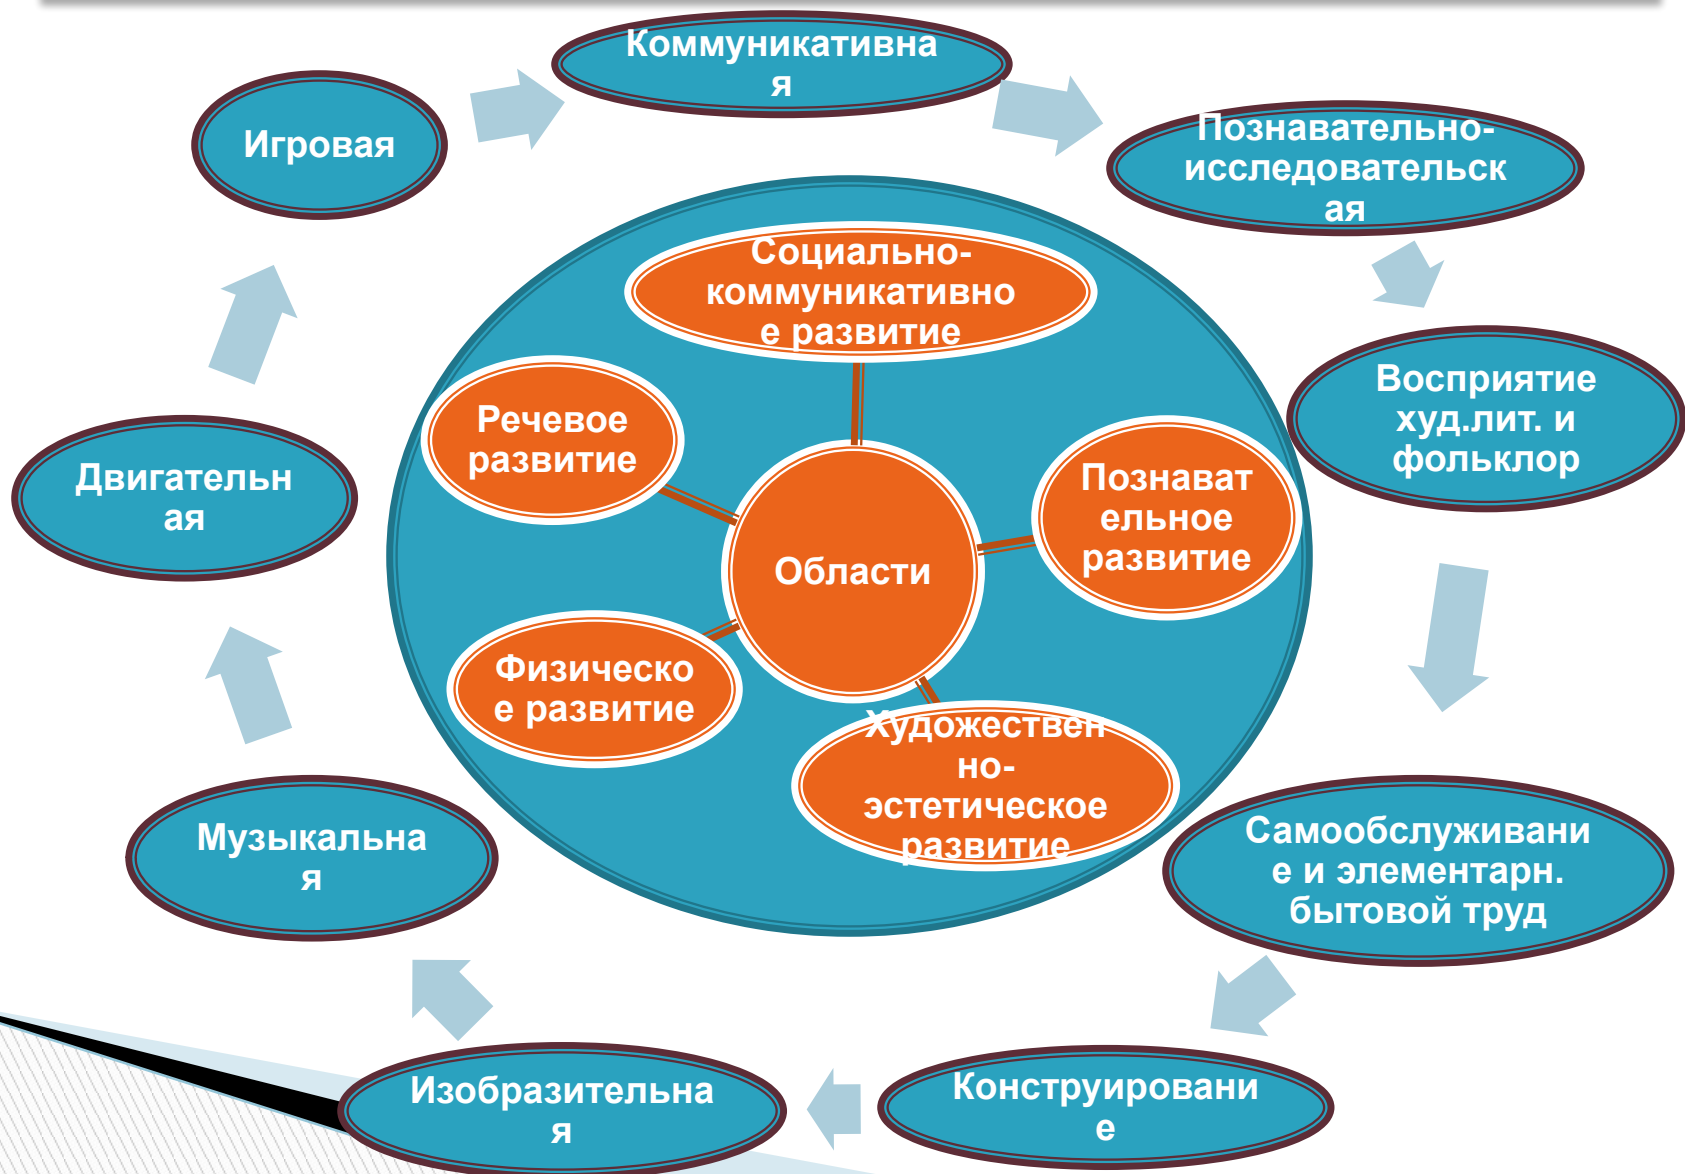 Коммуникативна
я
Игровая
Познавательно-
исследовательск
ая
Социально-
коммуникативно
е развитие
Восприятие
худ.лит. и
фольклор
Речевое
развитие
Двигательн
ая
Познават
ельное
развитие
Области
Физическо
е развитие
Художествен
но-
эстетическое
развитие
Музыкальна
я
Самообслуживани
е и элементарн.
бытовой труд
Изобразительна
я
Конструировани
е